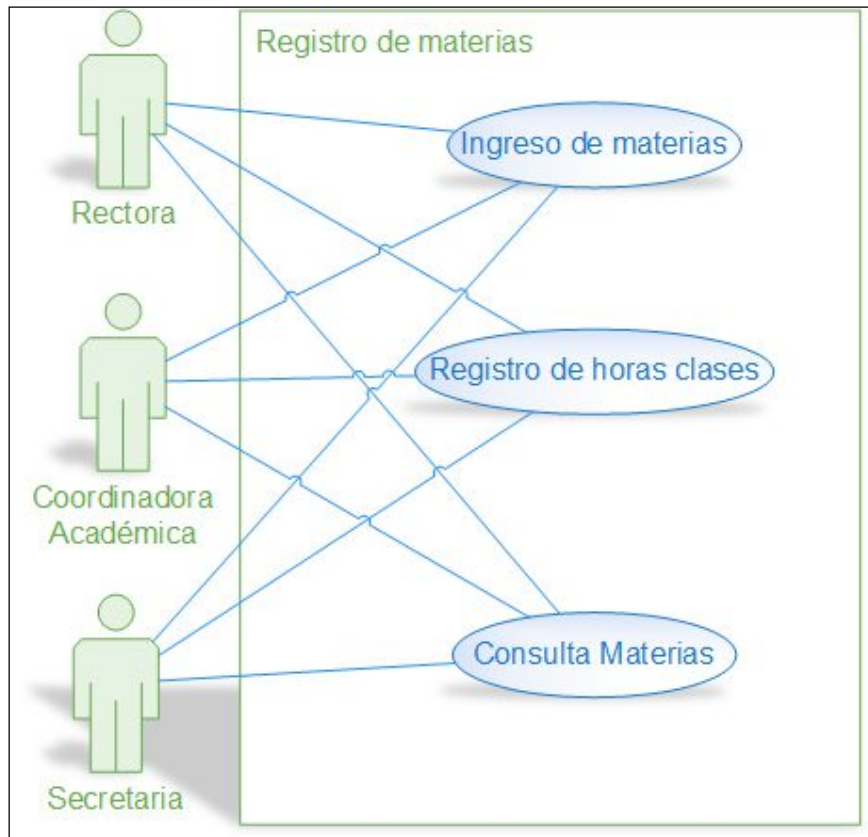 Registro de materias
Ingreso de materias
Rectora
Registro de horas clases
Coordinadora
Académica
Consulta Materias
Secretaria